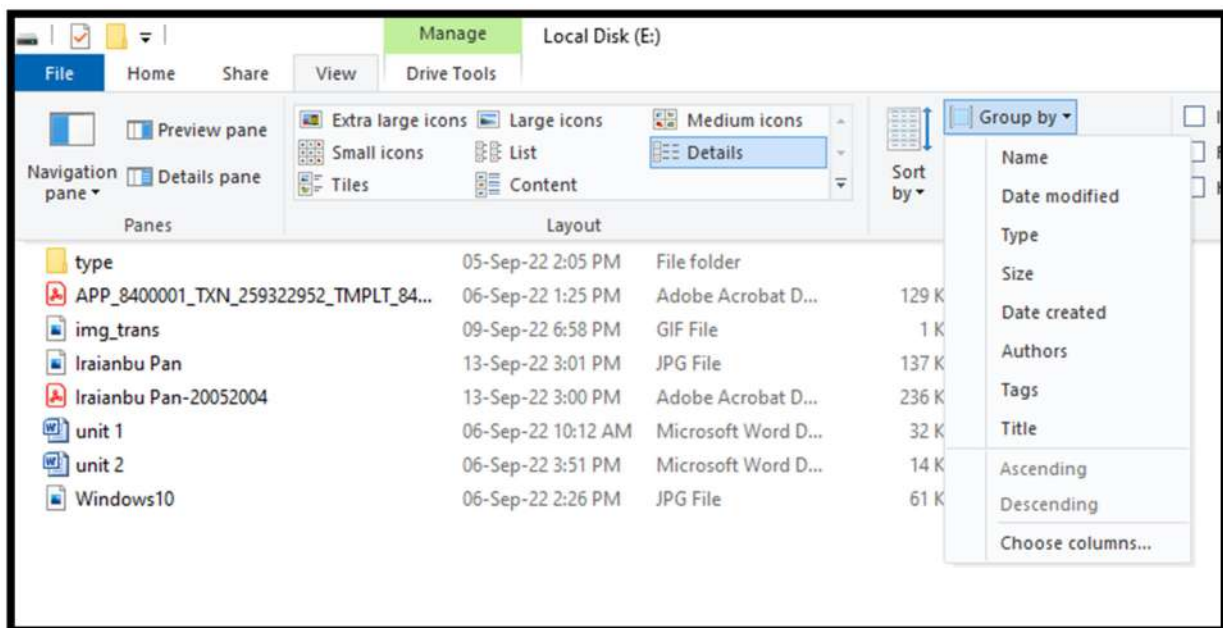 Manage Local Disk (E:)
File Home Share View Drive Tools
Navigation pane
Preview pane
Details pane
Panes
Extra large icons Large icons Medium icons
Small icons List Details
Tiles Content
Layout
Sort by
Group by
Name
Date modified
Type
Size
Date created
Authors
Tags
Title
Ascending
Descending
Choose columns...
type 05-Sep-22 2:05 PM File folder
APP_8400001_TXN_259322952_TMPLT_84... 06-Sep-22 1:25 PM Adobe Acrobat D... 129 K
img_trans 09-Sep-22 6:58 PM GIF File 1 K
Iraianbu Pan 13-Sep-22 3:01 PM JPG File 137 K
Iraianbu Pan-20052004 13-Sep-22 3:00 PM Adobe Acrobat D... 236 K
unit 1 06-Sep-22 10:12 AM Microsoft Word D... 32 K
unit 2 06-Sep-22 3:51 PM Microsoft Word D... 14 K
Windows10 06-Sep-22 2:26 PM JPG File 61 K